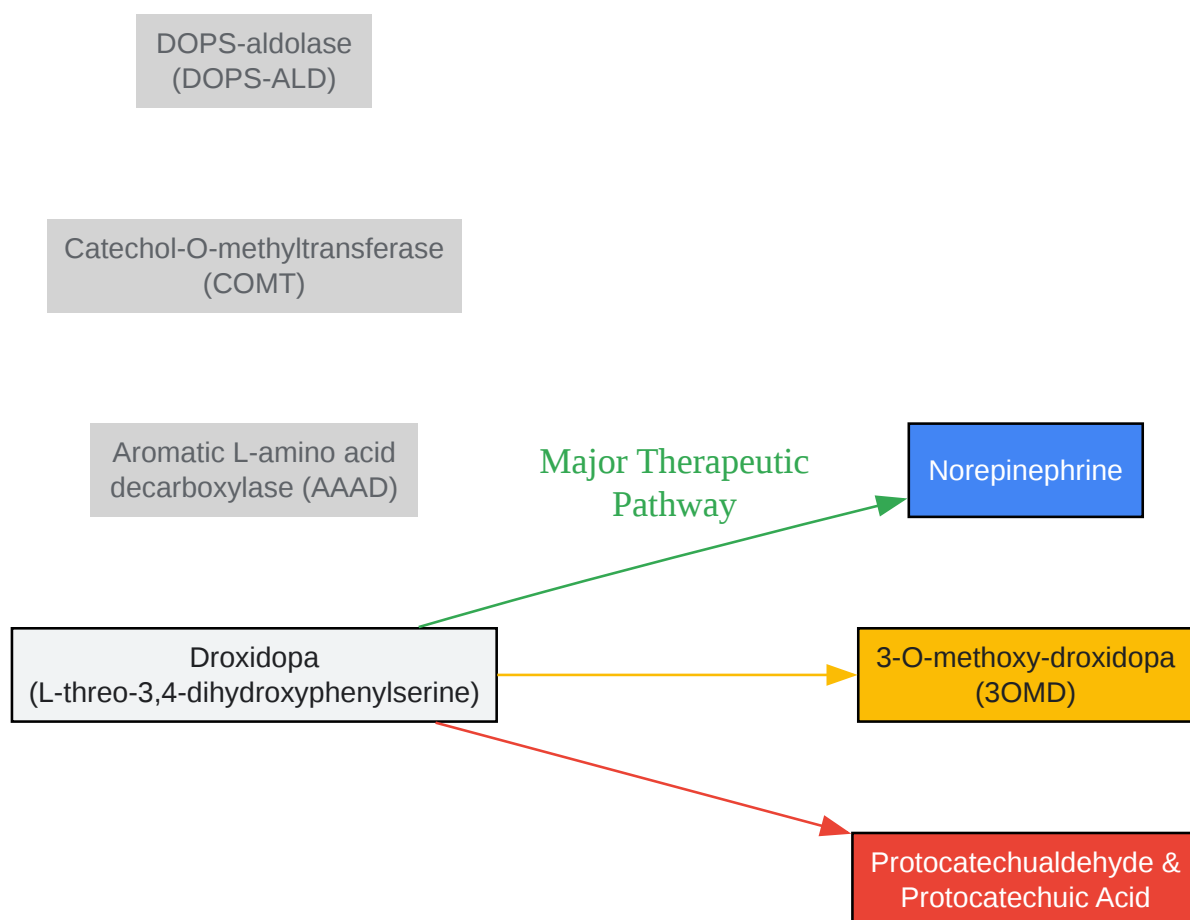 DOPS-aldolase
(DOPS-ALD)
Catechol-O-methyltransferase
(COMT)
Aromatic L-amino acid
decarboxylase (AAAD)
Major Therapeutic
Pathway
Norepinephrine
Droxidopa
(L-threo-3,4-dihydroxyphenylserine)
3-O-methoxy-droxidopa
(3OMD)
Protocatechualdehyde &
Protocatechuic Acid